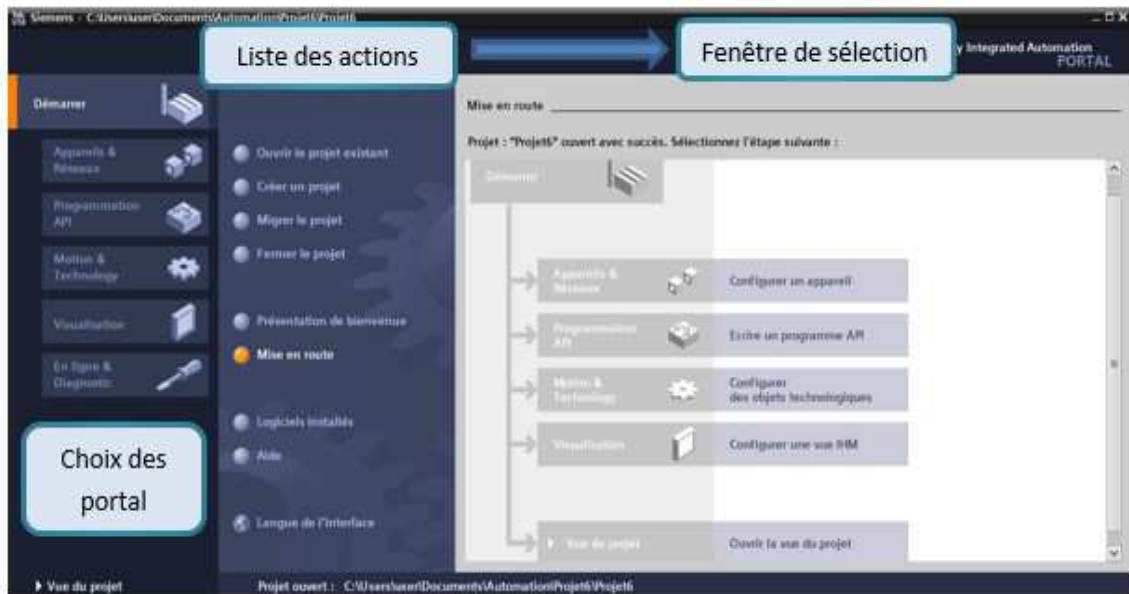 Siemens - C:\Users\user\Documents\Automation\Projet6\Projet6
Liste des actions
Fenêtre de sélection
y Integrated Automation
PORTAL
Démarrer
Appareils &
Réseaux
Programmation
API
Motion &
Technology
Visualisation
En ligne &
Diagnostic
Choix des
portal
Vue du projet
Ouvrir le projet existant
Créer un projet
Migrer le projet
Fermer le projet
Présentation de bienvenue
Mise en route
Logiciels installés
Aide
Langue de l'interface
Mise en route
Projet : "Projet6" ouvert avec succès. Sélectionnez l'étape suivante :
Démarrer
Appareils &
Réseaux
Configurer un appareil
Programmation
API
Ecrire un programme API
Motion &
Technology
Configurer
des objets technologiques
Visualisation
Configurer une vue IHM
Vue du projet
Ouvrir la vue du projet
Projet ouvert : C:\Users\user\Documents\Automation\Projet6\Projet6